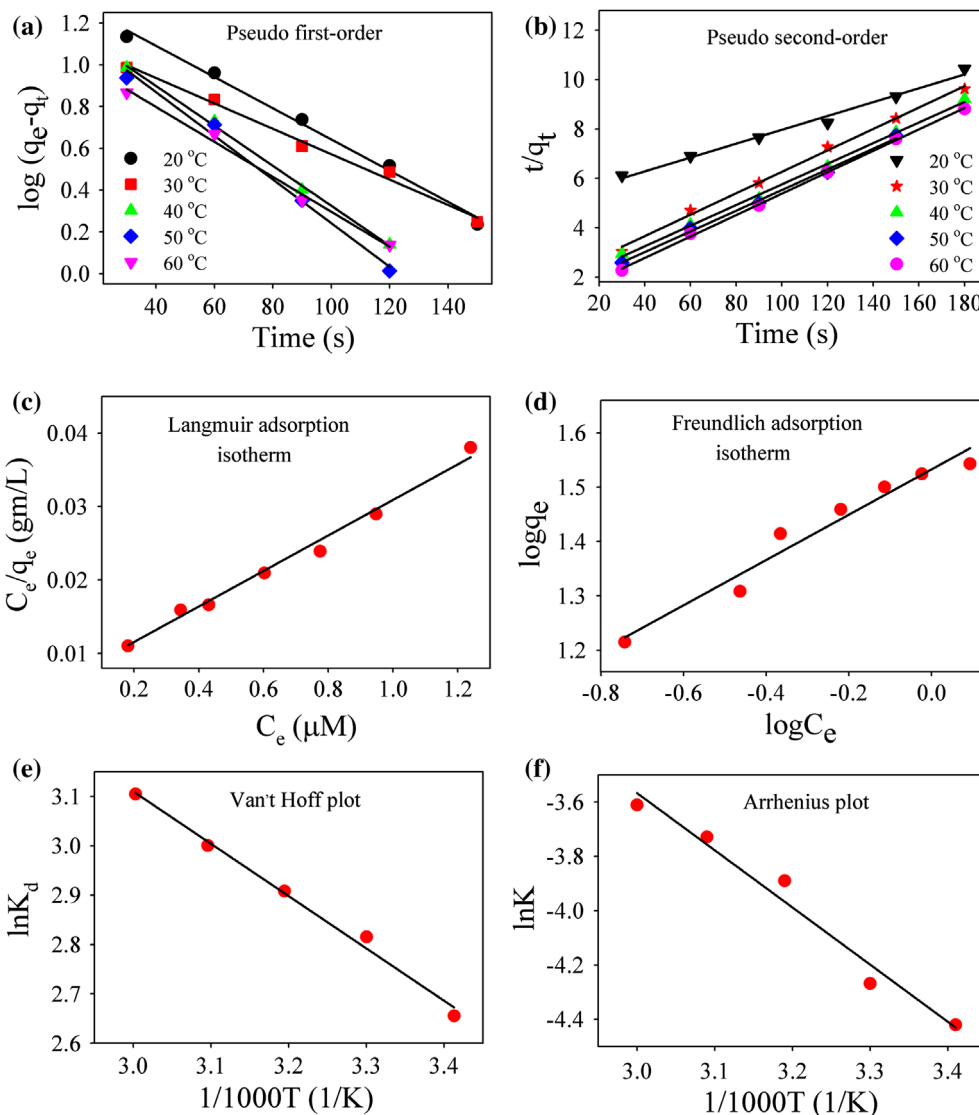 (a)
Pseudo first-order
log (qe-qt)
1.2
1.0
0.8
0.6
0.4
0.2
0.0
20 °C
30 °C
40 °C
50 °C
60 °C
40 60 80 100 120 140
Time (s)
(b)
Pseudo second-order
t/qt
12
10
8
6
4
2
20 °C
30 °C
40 °C
50 °C
60 °C
20 40 60 80 100 120 140 160 180
Time (s)
(c)
Langmuir adsorption
isotherm
Ce/qe (gm/L)
0.04
0.03
0.02
0.01
0.2 0.4 0.6 0.8 1.0 1.2
Ce (μM)
(d)
Freundlich adsorption
isotherm
logqe
1.6
1.5
1.4
1.3
1.2
-0.8 -0.6 -0.4 -0.2 0.0
logCe
(e)
Van't Hoff plot
lnKd
3.1
3.0
2.9
2.8
2.7
2.6
3.0 3.1 3.2 3.3 3.4
1/1000T (1/K)
(f)
Arrhenius plot
lnK
-3.6
-3.8
-4.0
-4.2
-4.4
3.0 3.1 3.2 3.3 3.4
1/1000T (1/K)